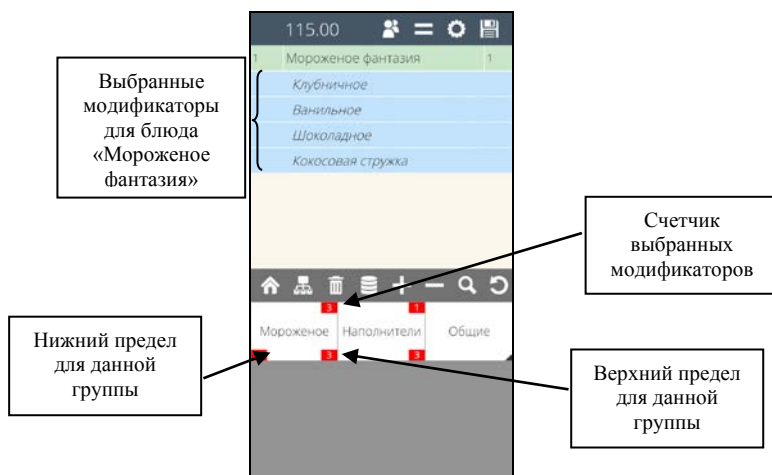 115.00
1 Мороженое фантазия 1
Клубничное
Ванильное
Шоколадное
Кокосовая стружка
Выбранные
модификаторы
для блюда
«Мороженое
фантазия»
Счетчик
выбранных
модификаторов
3 1
Мороженое Наполнители Общие
3 3
Нижний предел
для данной
группы
Верхний предел
для данной
группы